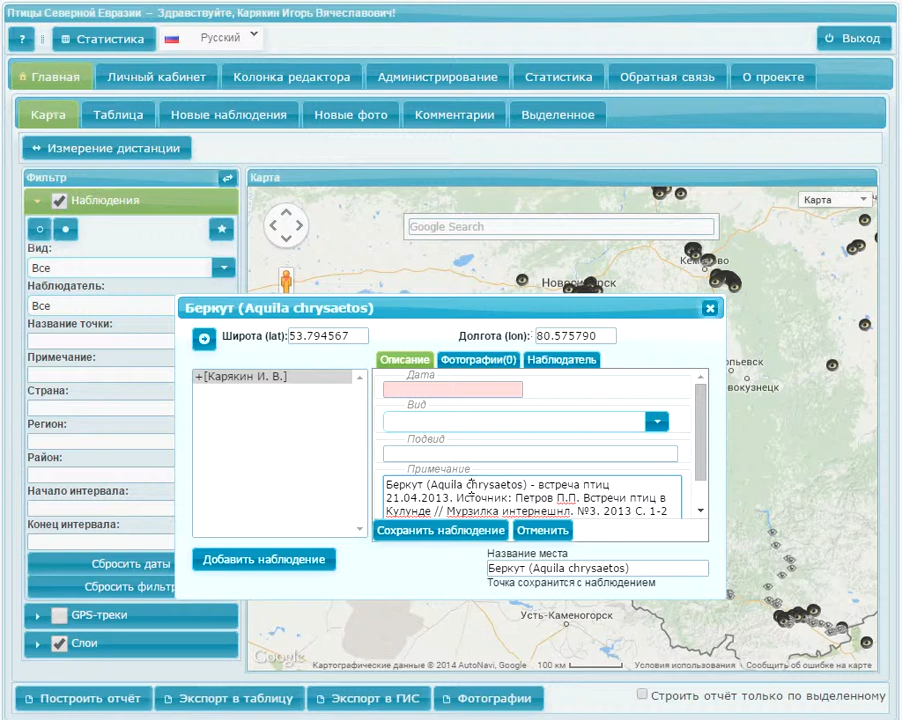 Птицы Северной Евразии – Здравствуйте, Карякин Игорь Вячеславович!
? Статистика Русский Выход
Главная Личный кабинет Колонка редактора Администрирование Статистика Обратная связь О проекте
Карта Таблица Новые наблюдения Новые фото Комментарии Выделенное
Измерение дистанции
Фильтр
Наблюдения
Вид:
Все
Наблюдатель:
Все
Название точки:
Примечание:
Страна:
Регион:
Район:
Начало интервала:
Конец интервала:
Сбросить даты
GPS-треки
Слои
Карта
Карта
Google Search
Беркут (Aquila chrysaetos)
Широта (lat): 53.794567 Долгота (lon): 80.575790
Описание Фотографии(0) Наблюдатель
+[Карякин И. В.]
Дата
Вид
Подвид
Примечание
Беркут (Aquila chrysaetos) - встреча птиц
21.04.2013. Источник: Петров П.П. Встречи птиц в
Кулунде // Мурзилка интернешнл. №3. 2013 С. 1-2
Сохранить наблюдение Отменить
Добавить наблюдение
Название места
Беркут (Aquila chrysaetos)
Точка сохранится с наблюдением
Усть-Каменогорск
Google
Картографические данные © 2014 AutoNavi, Google 100 км Условия использования Сообщить об ошибке на карте
Построить отчёт Экспорт в таблицу Экспорт в ГИС Фотографии Строить отчёт только по выделенному